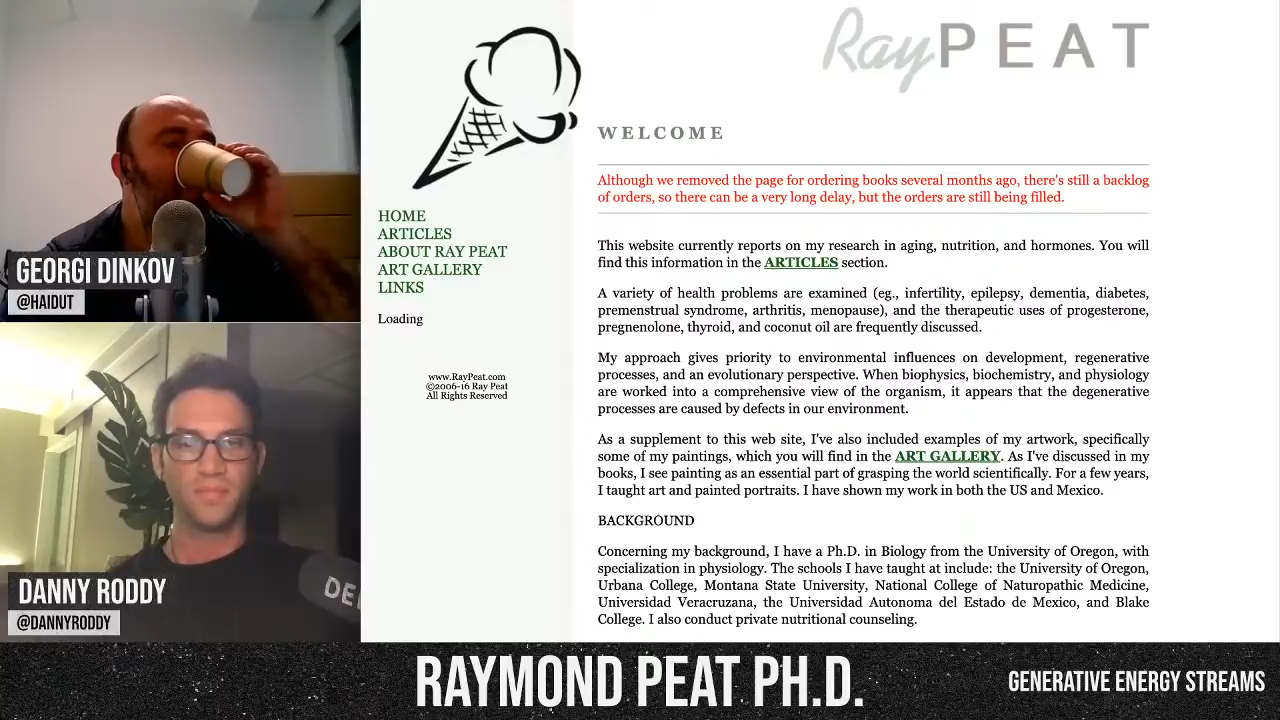 GEORGI DINKOV
@HAIDUT
DANNY RODDY
@DANNYRODDY
DEL
HOME
ARTICLES
ABOUT RAY PEAT
ART GALLERY
LINKS
Loading
www.RayPeat.com
©2006-16 Ray Peat
All Rights Reserved
RayPEAT
WELCOME
Although we removed the page for ordering books several months ago, there's still a backlog
of orders, so there can be a very long delay, but the orders are still being filled.
This website currently reports on my research in aging, nutrition, and hormones. You will
find this information in the ARTICLES section.
A variety of health problems are examined (eg., infertility, epilepsy, dementia, diabetes,
premenstrual syndrome, arthritis, menopause), and the therapeutic uses of progesterone,
pregnenolone, thyroid, and coconut oil are frequently discussed.
My approach gives priority to environmental influences on development, regenerative
processes, and an evolutionary perspective. When biophysics, biochemistry, and physiology
are worked into a comprehensive view of the organism, it appears that the degenerative
processes are caused by defects in our environment.
As a supplement to this web site, I've also included examples of my artwork, specifically
some of my paintings, which you will find in the ART GALLERY. As I've discussed in my
books, I see painting as an essential part of grasping the world scientifically. For a few years,
I taught art and painted portraits. I have shown my work in both the US and Mexico.
BACKGROUND
Concerning my background, I have a Ph.D. in Biology from the University of Oregon, with
specialization in physiology. The schools I have taught at include: the University of Oregon,
Urbana College, Montana State University, National College of Naturopathic Medicine,
Universidad Veracruzana, the Universidad Autonoma del Estado de Mexico, and Blake
College. I also conduct private nutritional counseling.
RAYMOND PEAT PH.D.
GENERATIVE ENERGY STREAMS